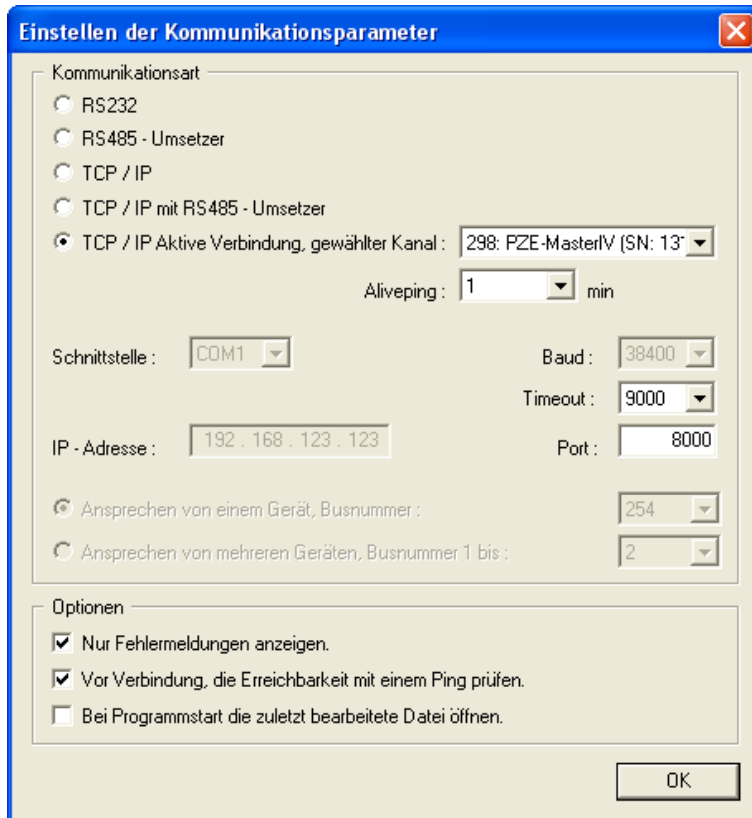 Einstellen der Kommunikationsparameter
Kommunikationsart
RS232
RS485 - Umsetzer
TCP / IP
TCP / IP mit RS485 - Umsetzer
TCP / IP Aktive Verbindung, gewählter Kanal : 298: PZE-MasterIV (SN: 13
Aliveping : 1 min
Schnittstelle : COM1 Baud : 38400
Timeout : 9000
IP - Adresse : 192 . 168 . 123 . 123 Port : 8000
Ansprechen von einem Gerät, Busnummer : 254
Ansprechen von mehreren Geräten, Busnummer 1 bis : 2
Optionen
Nur Fehlermeldungen anzeigen.
Vor Verbindung, die Erreichbarkeit mit einem Ping prüfen.
Bei Programmstart die zuletzt bearbeitete Datei öffnen.
OK